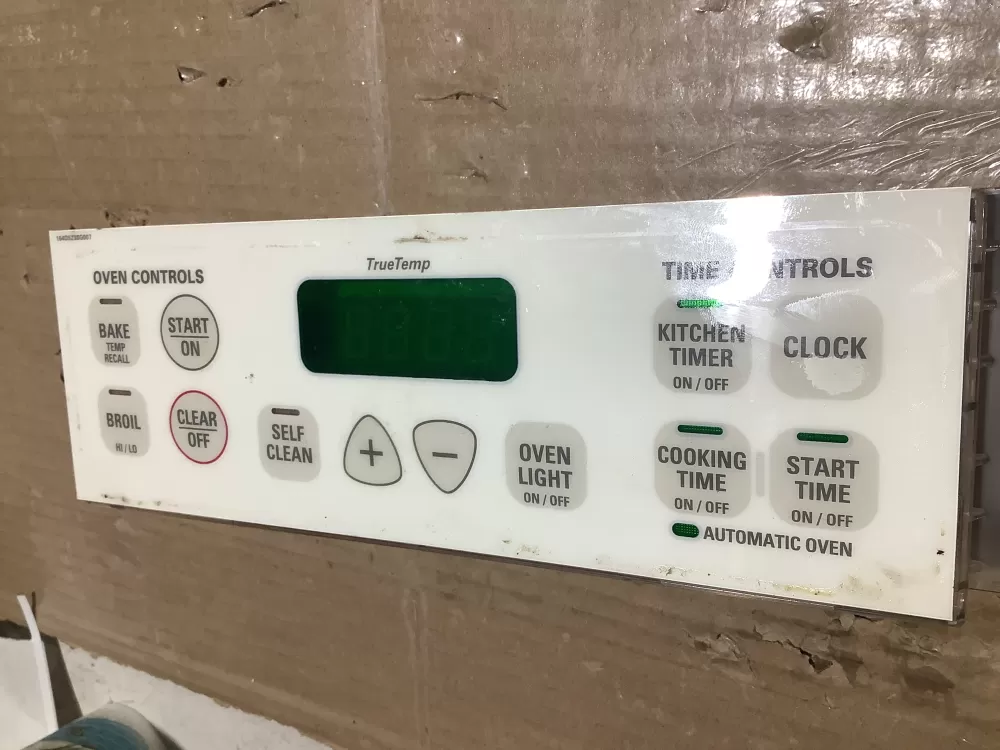 TrueTemp
OVEN CONTROLS
BAKE
TEMP
RECALL
START
ON
BROIL
HI / LO
CLEAR
OFF
SELF
CLEAN
+
−
OVEN
LIGHT
ON / OFF
TIME CONTROLS
KITCHEN
TIMER
ON / OFF
CLOCK
COOKING
TIME
ON / OFF
START
TIME
ON / OFF
AUTOMATIC OVEN